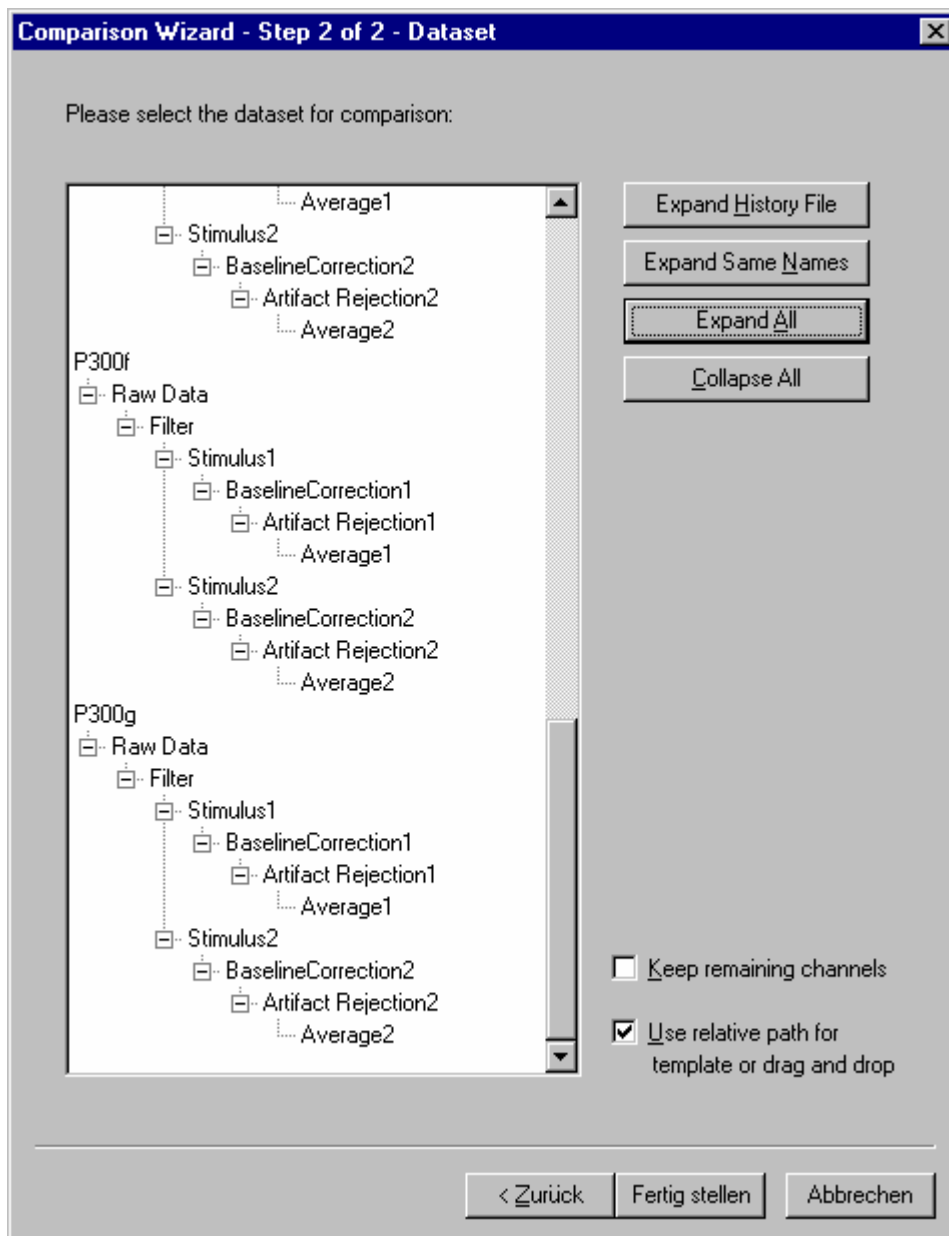 Comparison Wizard - Step 2 of 2 - Dataset
Please select the dataset for comparison:
Average1
Stimulus2
BaselineCorrection2
Artifact Rejection2
Average2
P300f
Raw Data
Filter
Stimulus1
BaselineCorrection1
Artifact Rejection1
Average1
Stimulus2
BaselineCorrection2
Artifact Rejection2
Average2
P300g
Raw Data
Filter
Stimulus1
BaselineCorrection1
Artifact Rejection1
Average1
Stimulus2
BaselineCorrection2
Artifact Rejection2
Average2
Expand History File
Expand Same Names
Expand All
Collapse All
Keep remaining channels
Use relative path for
template or drag and drop
< Zurück
Fertig stellen
Abbrechen